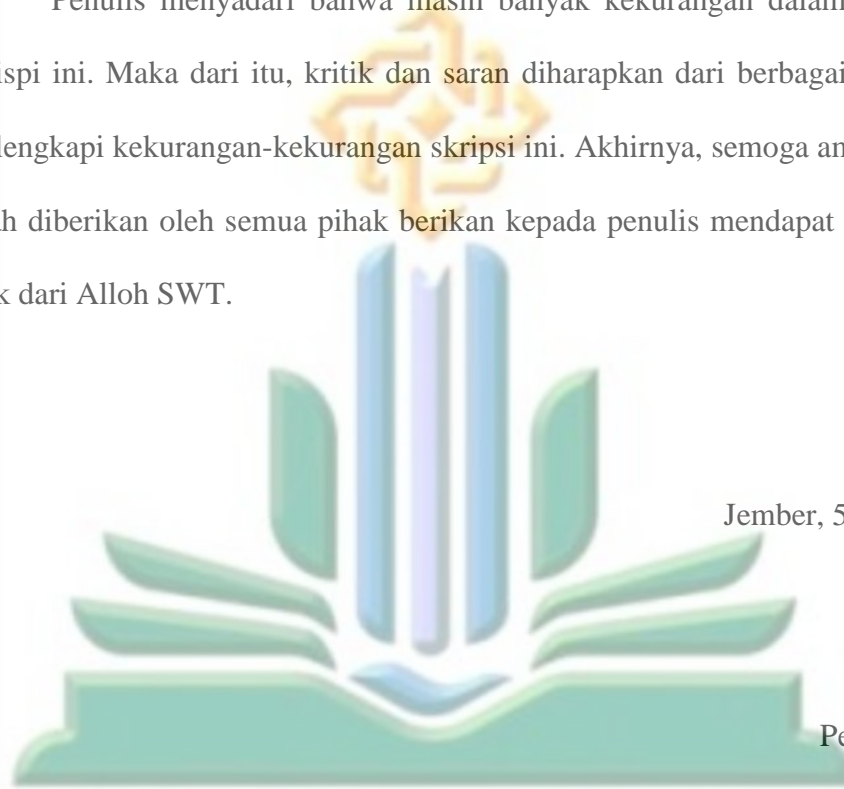 Penulis menyadari bahwa masih banyak kekurangan dalam
ispi ini. Maka dari itu, kritik dan saran diharapkan dari berbagai
lengkapi kekurangan-kekurangan skripsi ini. Akhirnya, semoga
h diberikan oleh semua pihak berikan kepada penulis mendapat
k dari Alloh SWT.
Jember, 5
Pe